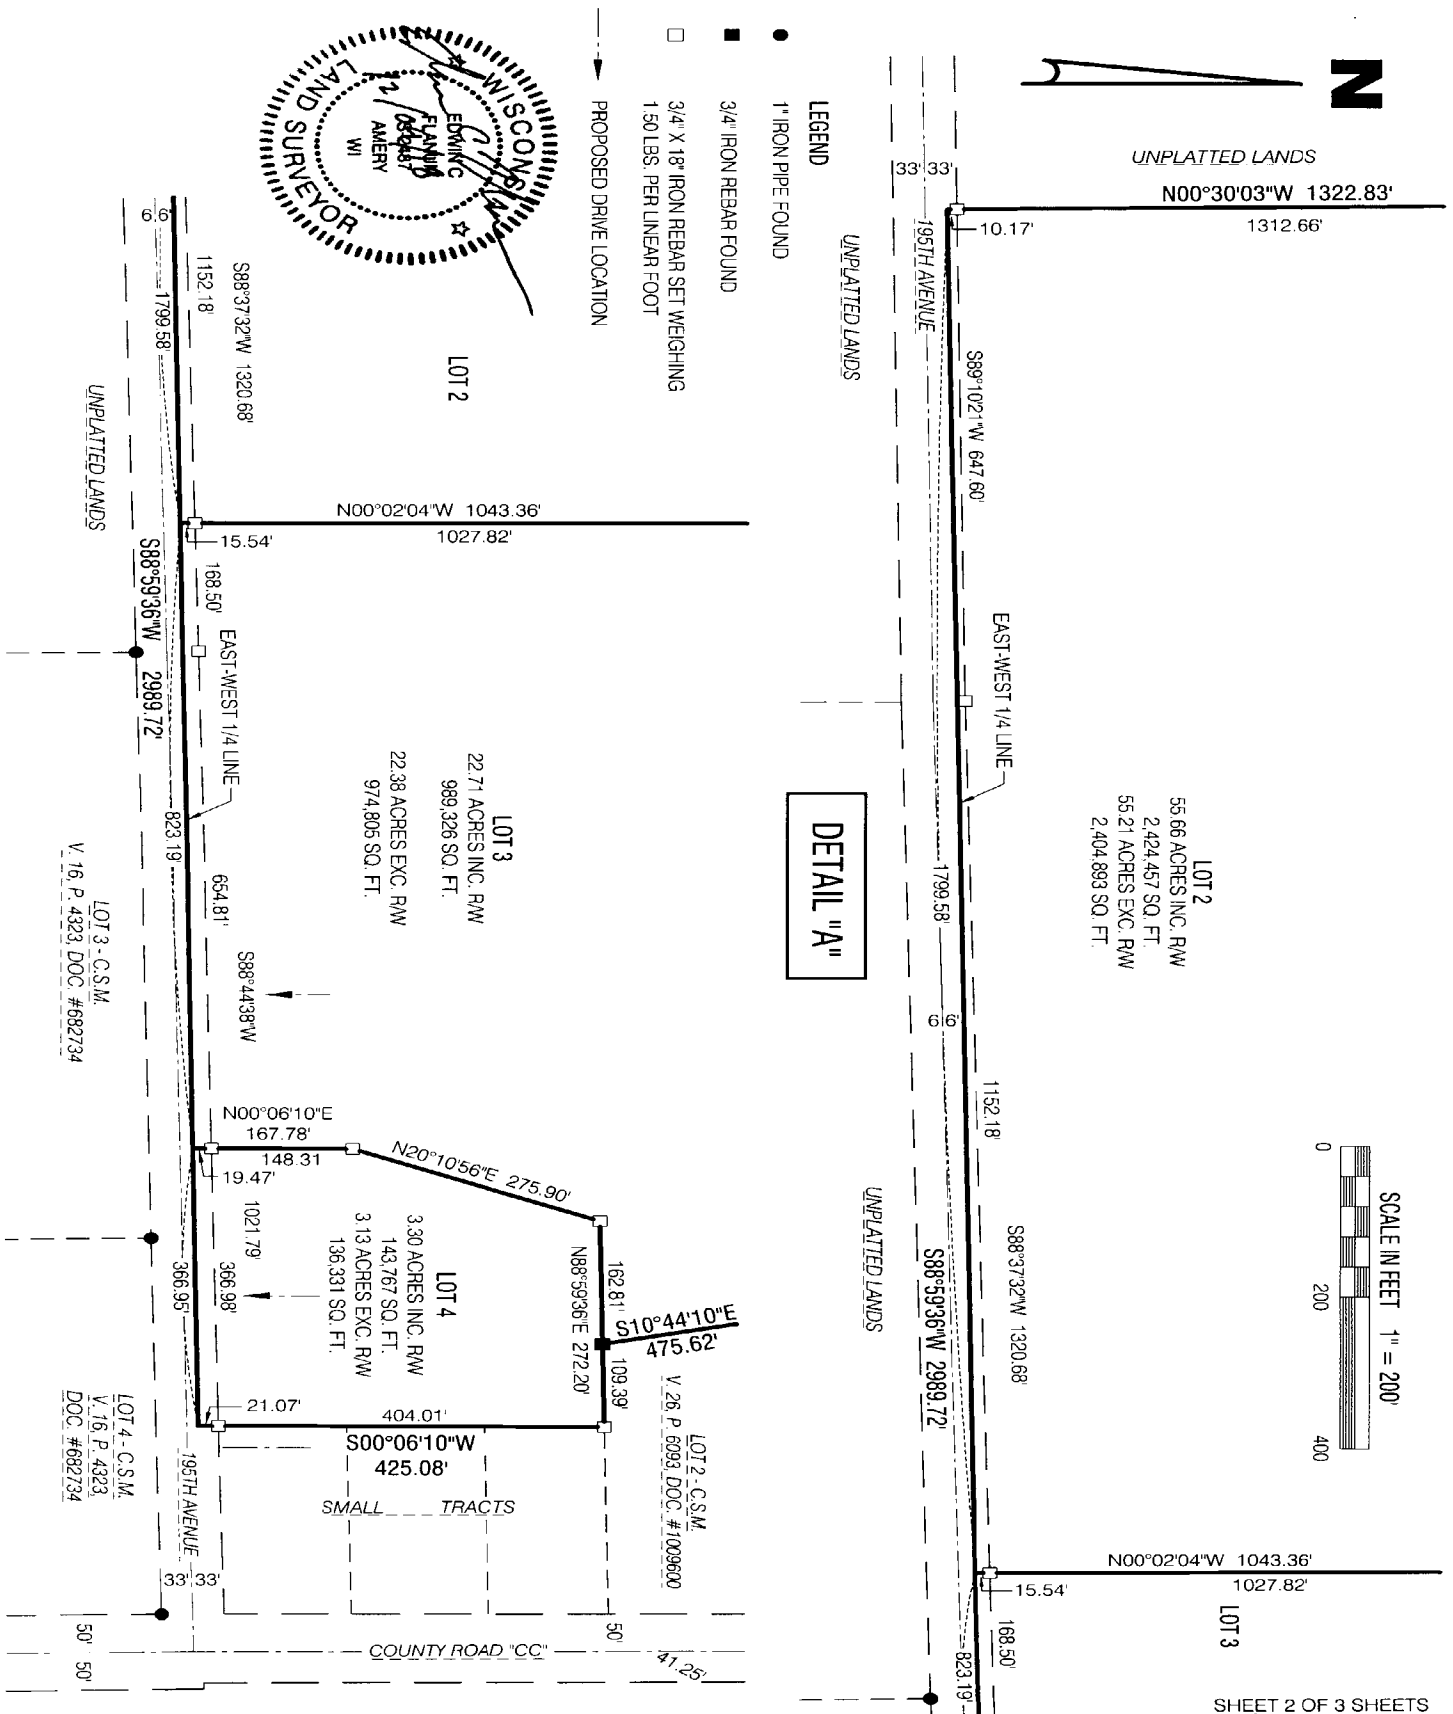 N
UNPLATTED LANDS
N00°30'03"W 1322.83'
1312.66'
10.17'
33' 33'
195TH AVENUE
UNPLATTED LANDS
S89°10'21"W 647.60'
EAST-WEST 1/4 LINE
LOT 2
55.66 ACRES INC. R/W
2,424,457 SQ. FT.
55.21 ACRES EXC. R/W
2,404,893 SQ. FT.
1799.58'
6.6'
1152.18'
S88°37'32"W 1320.68'
S88°59'36"W 2989.72'
UNPLATTED LANDS
SCALE IN FEET 1" = 200'
0 200 400
N00°02'04"W 1043.36'
1027.82'
15.54'
LOT 3
168.50'
823.19'
SHEET 2 OF 3 SHEETS
DETAIL "A"
LEGEND
1" IRON PIPE FOUND
3/4" IRON REBAR FOUND
3/4" X 18" IRON REBAR SET WEIGHING
1.50 LBS. PER LINEAR FOOT
PROPOSED DRIVE LOCATION
WISCONSIN
EDWIN C
FLANUM
AMERY
WI
LAND SURVEYOR
LOT 2
6.6'
1799.58'
1152.18'
S88°37'32"W 1320.68'
UNPLATTED LANDS
N00°02'04"W 1043.36'
1027.82'
15.54'
168.50'
S88°59'36"W 2989.72'
EAST-WEST 1/4 LINE
823.19'
654.81'
S88°44'38"W
LOT 3
22.71 ACRES INC. R/W
989,326 SQ. FT.
22.38 ACRES EXC. R/W
974,805 SQ. FT.
LOT 3 - C.S.M.
V. 16, P. 4323, DOC. #682734
N00°06'10"E
167.78'
148.31
19.47'
N20°10'56"E 275.90'
1021.79'
366.98'
366.95'
LOT 4
3.30 ACRES INC. R/W
143,767 SQ. FT.
3.13 ACRES EXC. R/W
136,331 SQ. FT.
162.81'
N88°59'36"E 272.20'
109.39'
S10°44'10"E
475.62'
21.07'
404.01'
S00°06'10"W
425.08'
SMALL TRACTS
LOT 2 - C.S.M.
V. 26, P. 6093, DOC. #1009600
LOT 4 - C.S.M.
V. 16, P. 4323,
DOC. #682734
195TH AVENUE
33' 33'
COUNTY ROAD "CC"
50'
50'
50'
41.25'